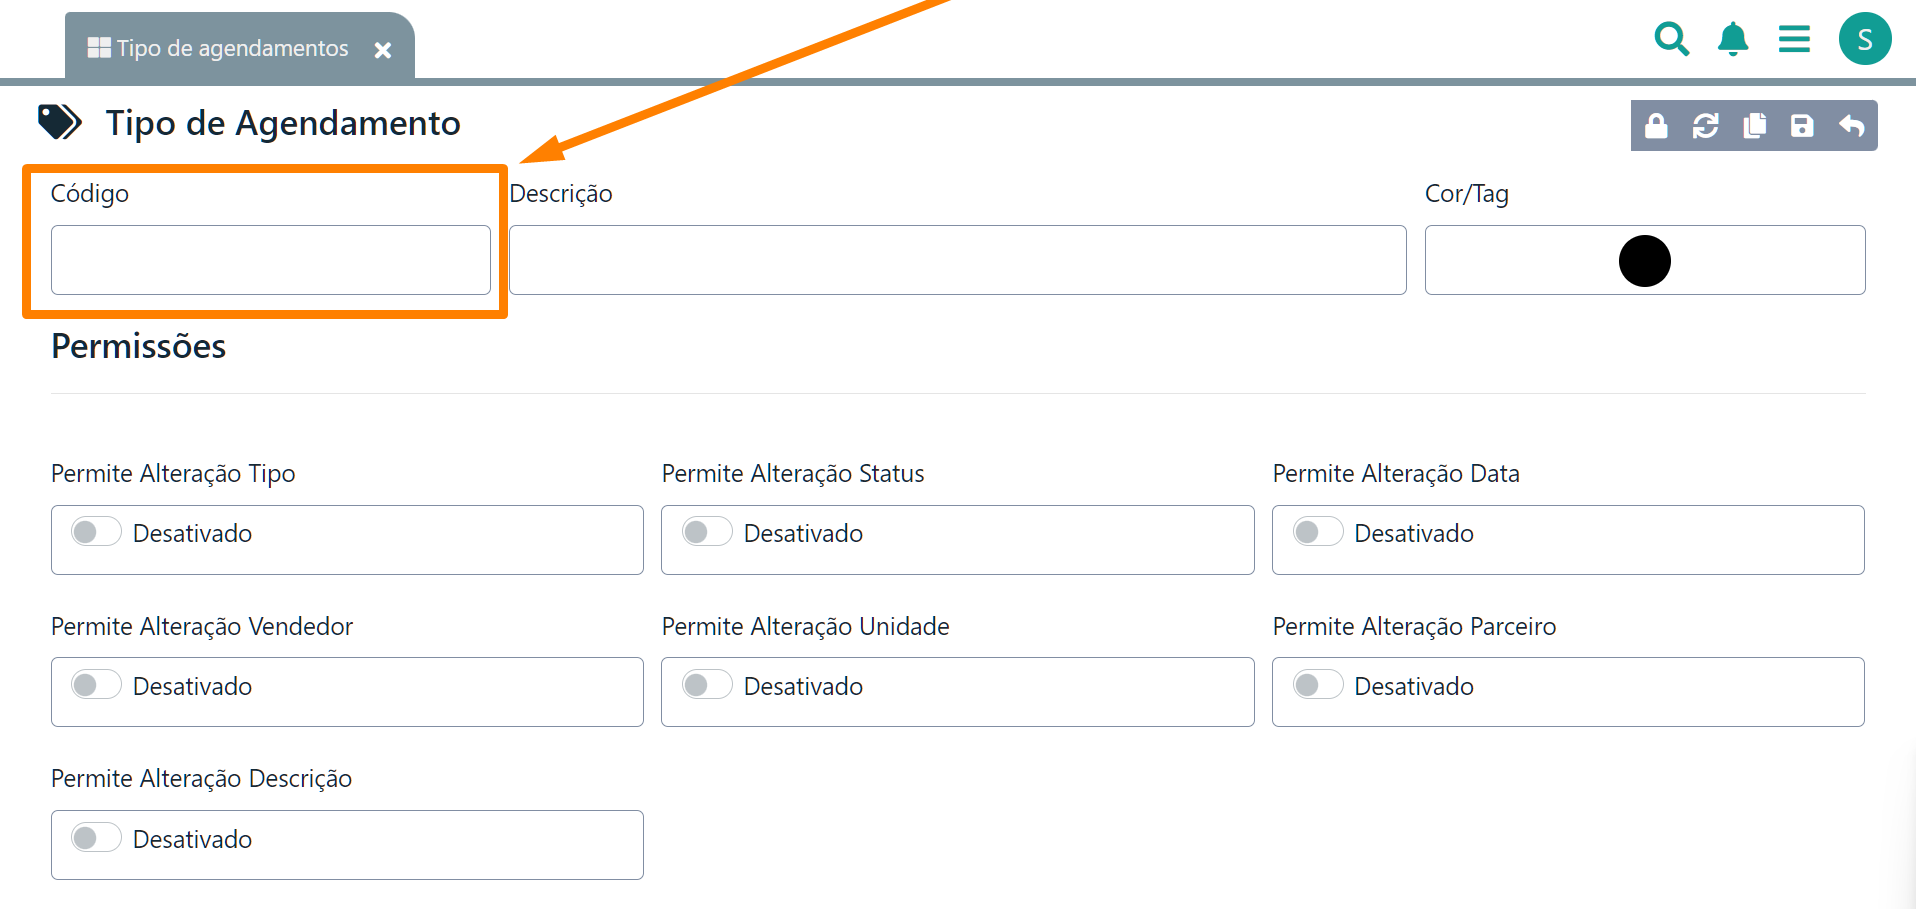 Tipo de agendamentos
S
Tipo de Agendamento
Código
Descrição
Cor/Tag
Permissões
Permite Alteração Tipo
Permite Alteração Status
Permite Alteração Data
Desativado
Desativado
Desativado
Permite Alteração Vendedor
Permite Alteração Unidade
Permite Alteração Parceiro
Desativado
Desativado
Desativado
Permite Alteração Descrição
Desativado